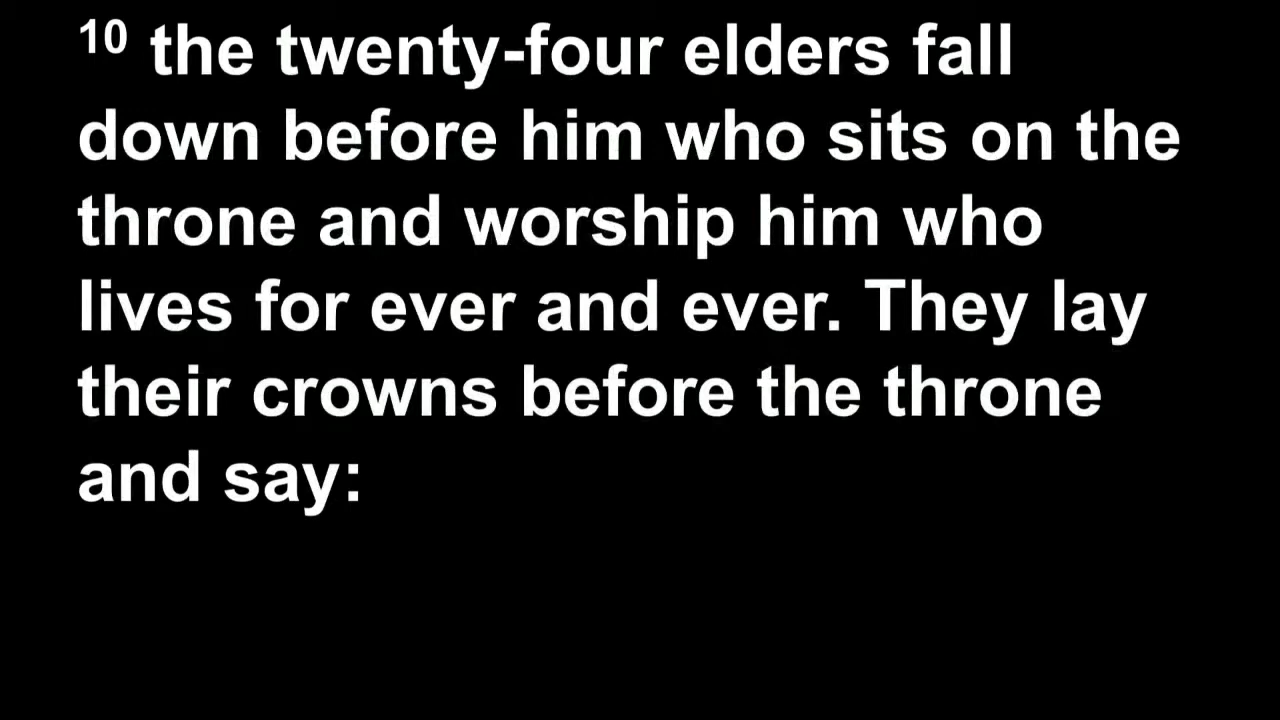 10 the twenty-four elders fall
down before him who sits on the
throne and worship him who
lives for ever and ever. They lay
their crowns before the throne
and say: